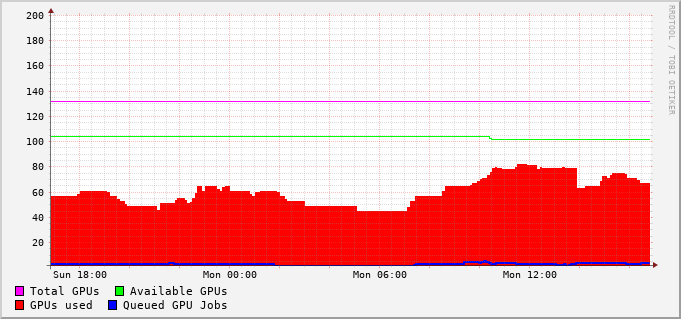 200
180
160
140
120
100
80
60
40
20
Sun 18:00 Mon 00:00 Mon 06:00 Mon 12:00
Total GPUs Available GPUs
GPUs used Queued GPU Jobs
RRDTOOL / TOBI OETIKER